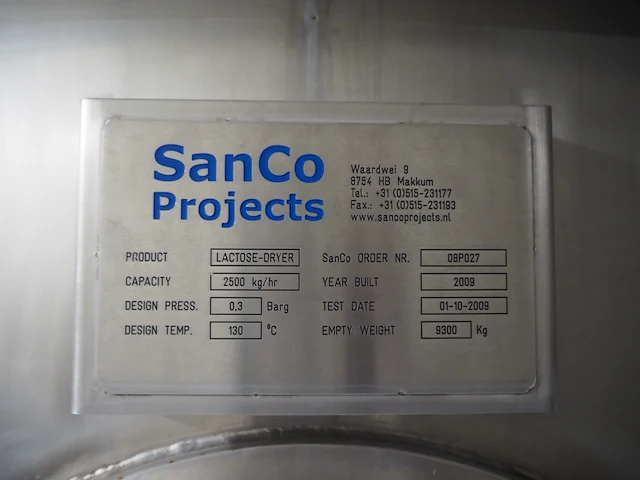 SanCo
Projects
Waardwei 9
8754 HB Makkum
Tel.: +31 (0)515-231177
Fax.: +31 (0)515-231193
www.sancoprojects.nl
PRODUCT LACTOSE-DRYER SanCo ORDER NR. 08P027
CAPACITY 2500 kg/hr YEAR BUILT 2009
DESIGN PRESS. 0,3 Barg TEST DATE 01-10-2009
DESIGN TEMP. 130 °C EMPTY WEIGHT 9300 Kg